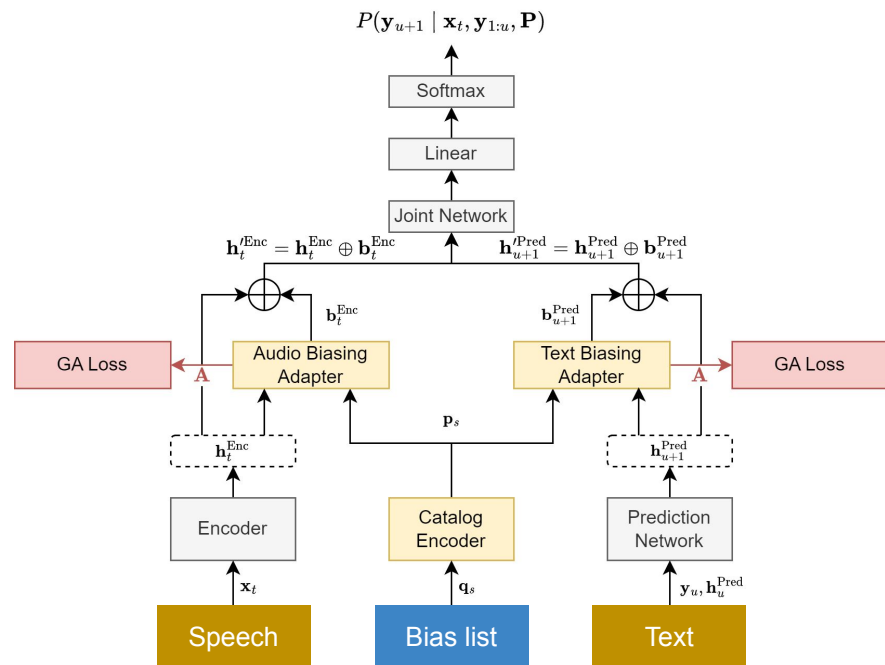 P(y_{u+1} | x_t, y_{1:u}, P)
Softmax
Linear
Joint Network
h'^{Enc}_t = h^{Enc}_t ⊕ b^{Enc}_t
h'^{Pred}_{u+1} = h^{Pred}_{u+1} ⊕ b^{Pred}_{u+1}
b^{Enc}_t
b^{Pred}_{u+1}
GA Loss
A
Audio Biasing
Adapter
Text Biasing
Adapter
A
GA Loss
p_s
h^{Enc}_t
h^{Pred}_{u+1}
Encoder
Catalog
Encoder
Prediction
Network
x_t
q_s
y_u, h^{Pred}_u
Speech
Bias list
Text